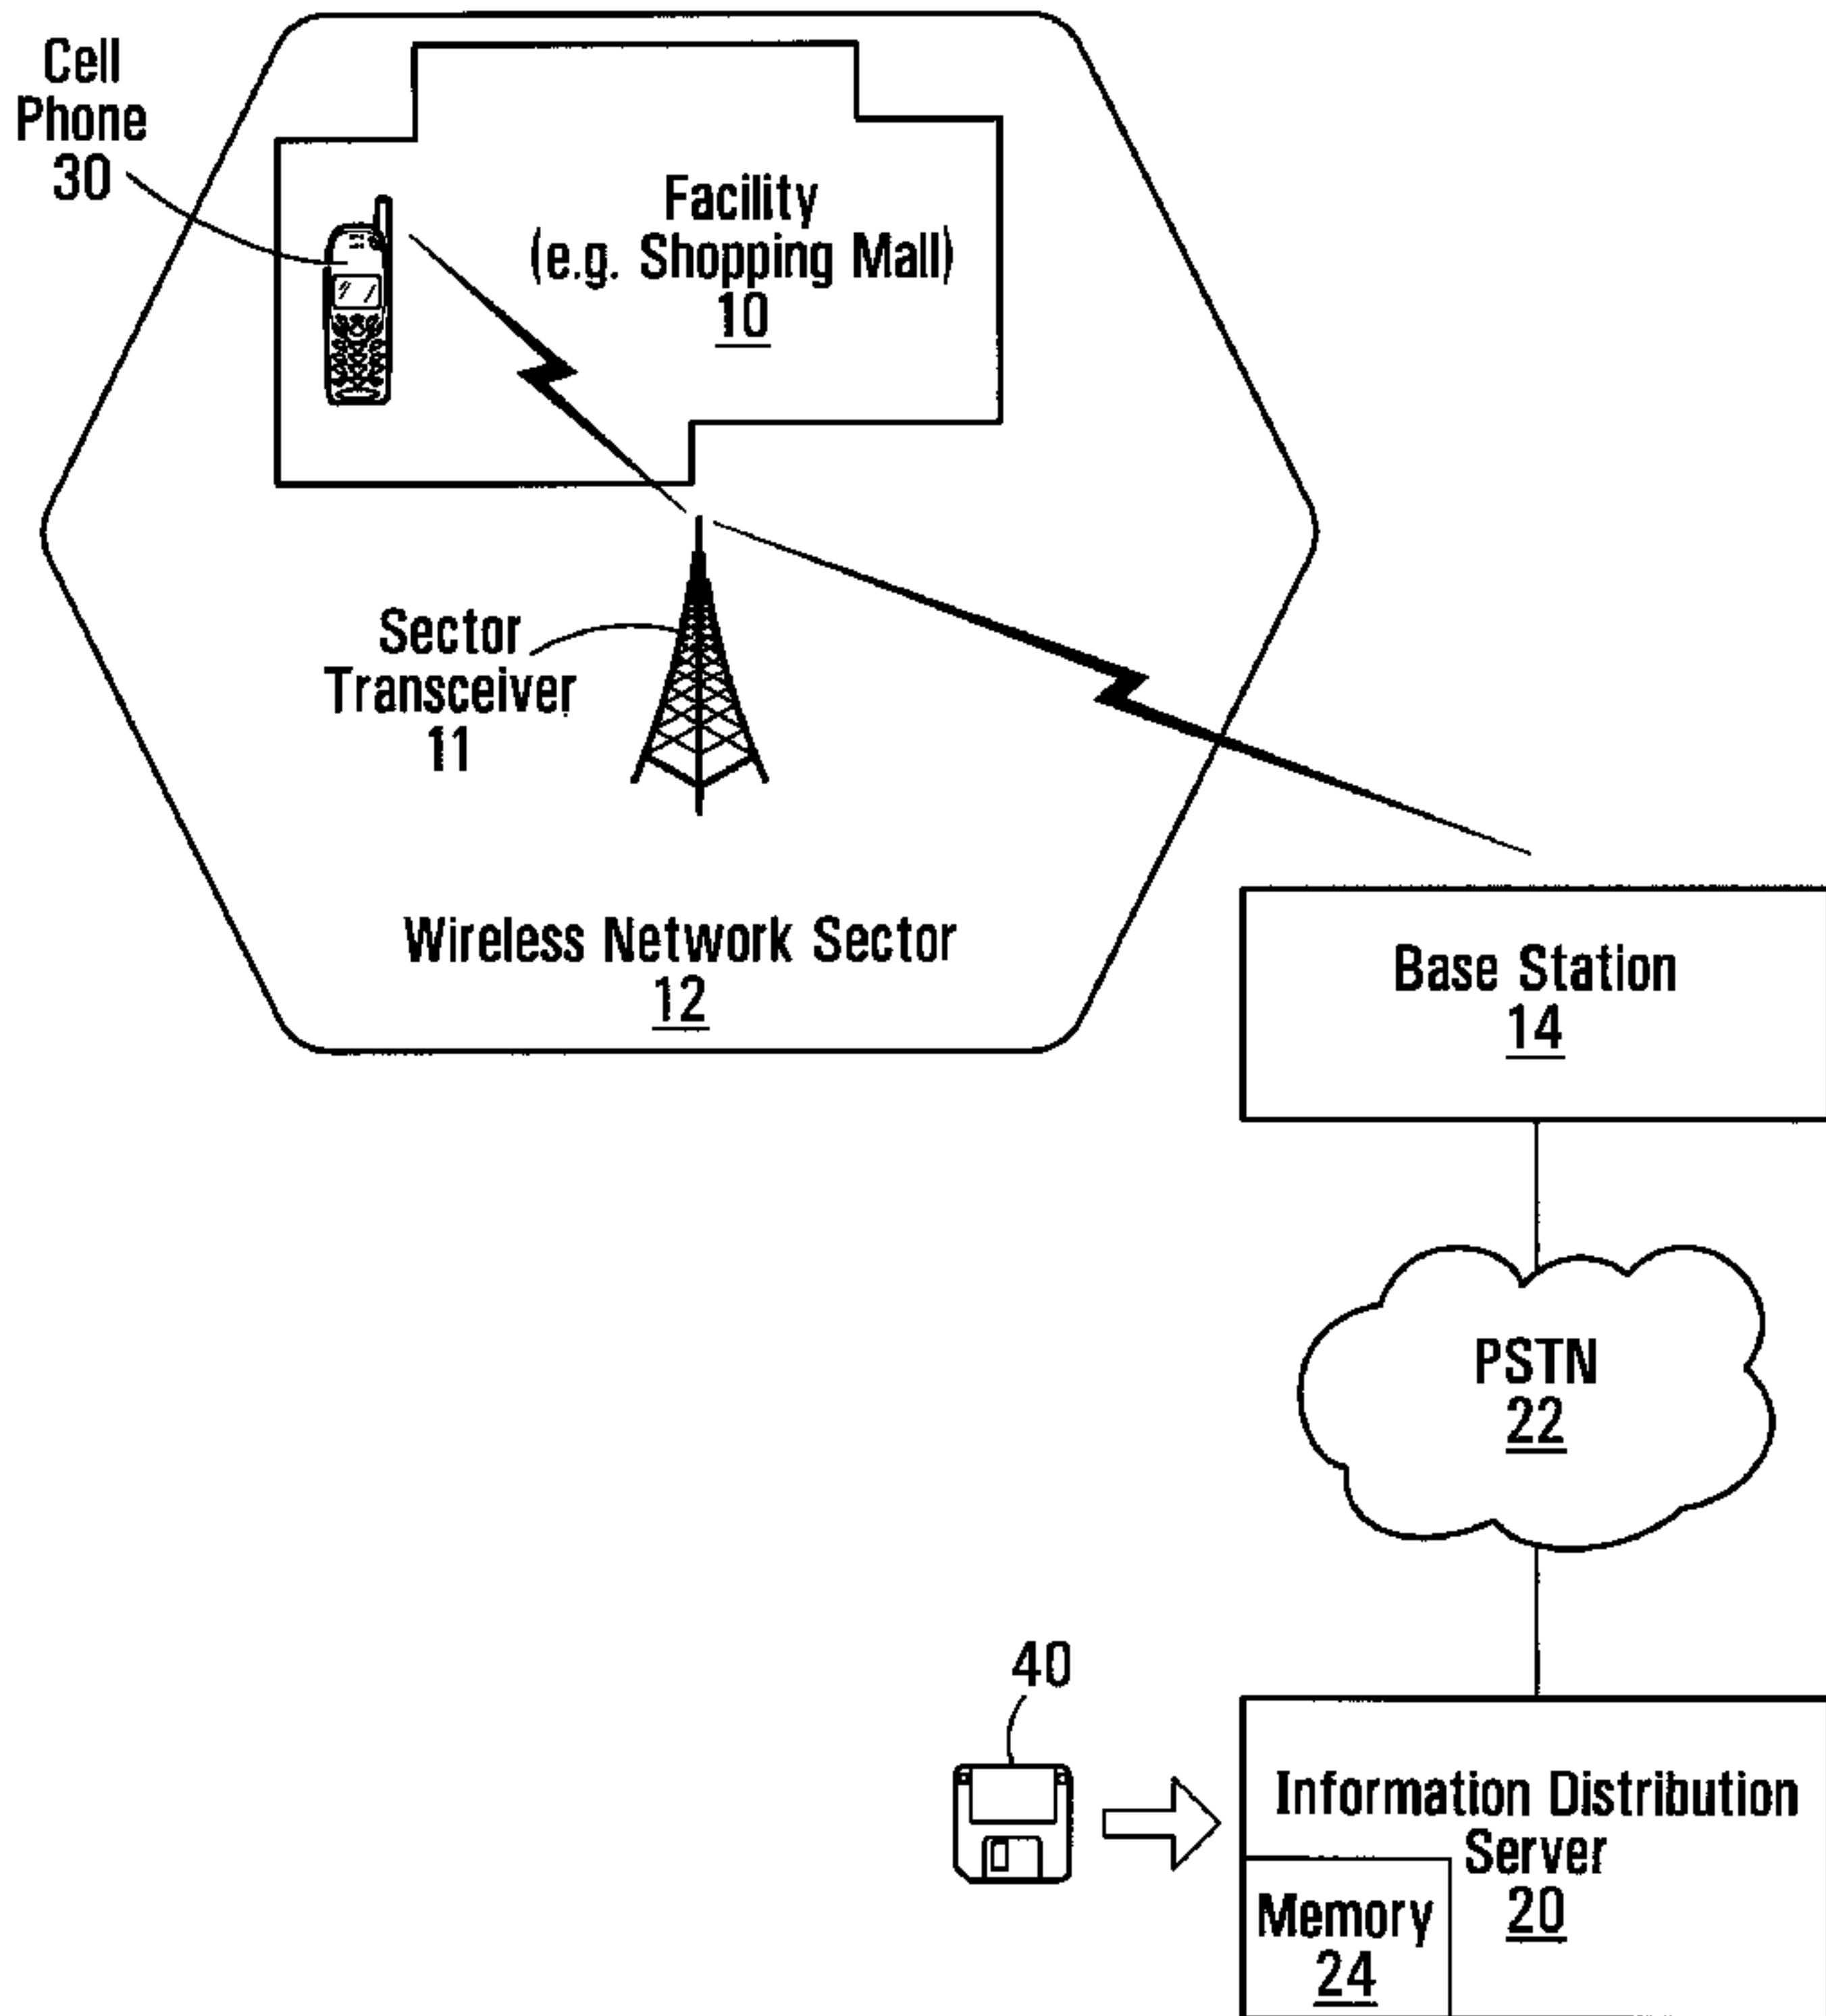 Cell
Phone
30
Facility
(e.g. Shopping Mall)
10
Sector
Transceiver
11
Wireless Network Sector
12
Base Station
14
PSTN
22
40
Information Distribution
Server
20
Memory
24